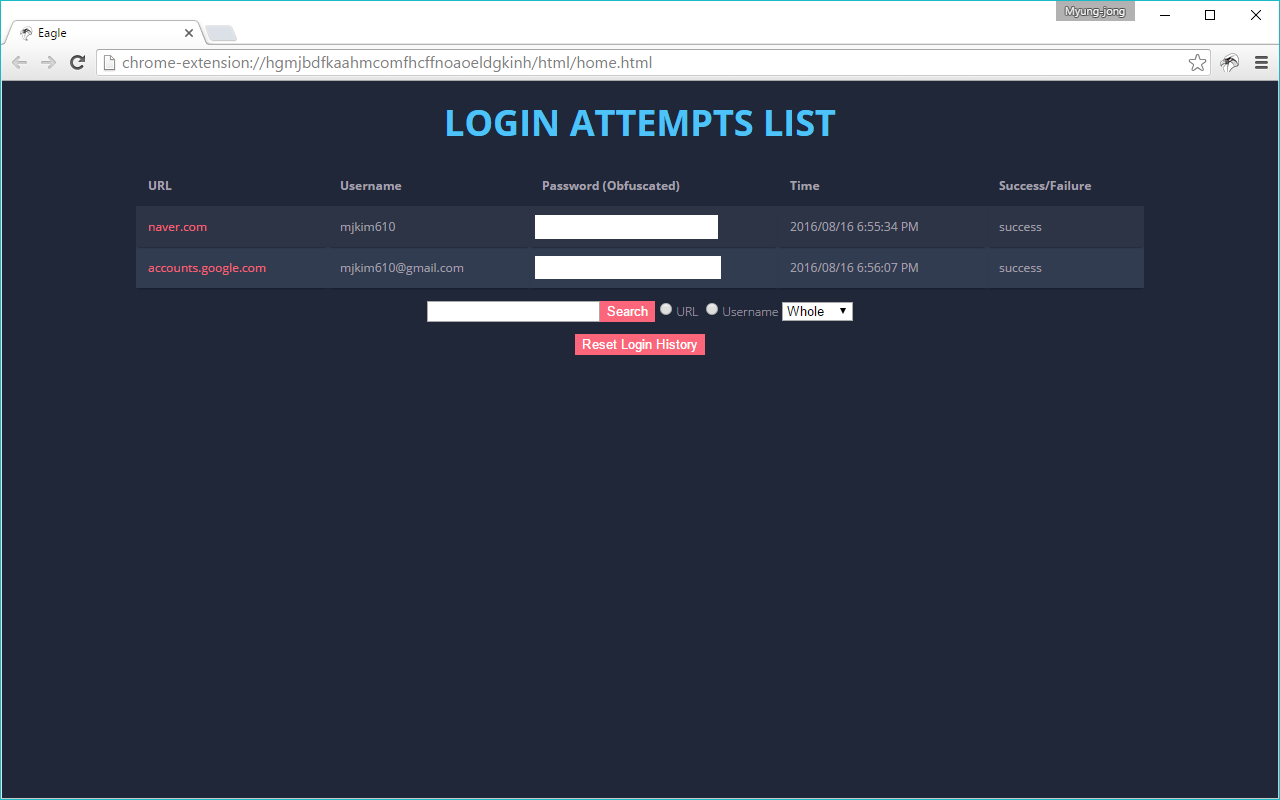 Myung-jong
Eagle
chrome-extension://hgmjbdfkaahmcomfhcffnoaoeldgkinh/html/home.html
LOGIN ATTEMPTS LIST
URL Username Password (Obfuscated) Time Success/Failure
naver.com mjkim610 2016/08/16 6:55:34 PM success
accounts.google.com mjkim610@gmail.com 2016/08/16 6:56:07 PM success
Search URL Username Whole
Reset Login History